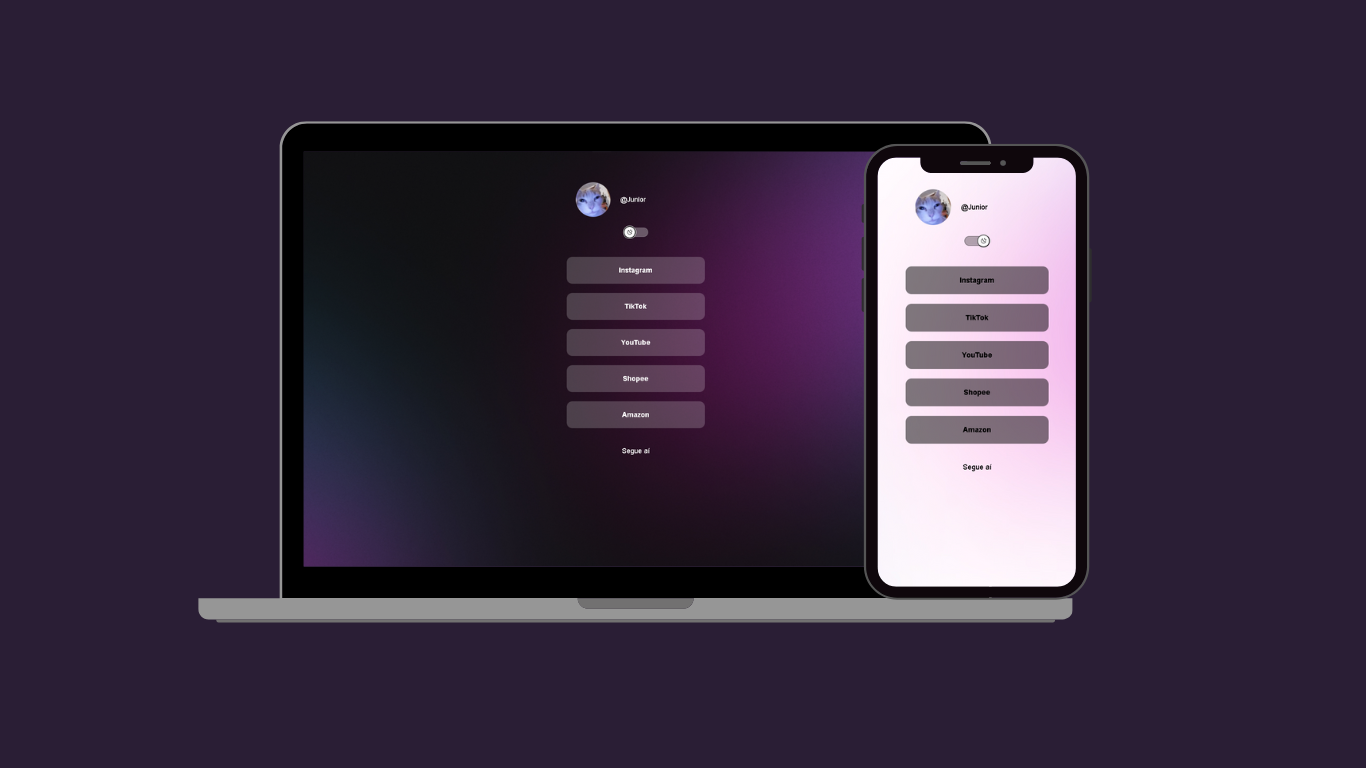 @Junior
Instagram
TikTok
YouTube
Shopee
Amazon
Segue aí
@Junior
Instagram
TikTok
YouTube
Shopee
Amazon
Segue aí